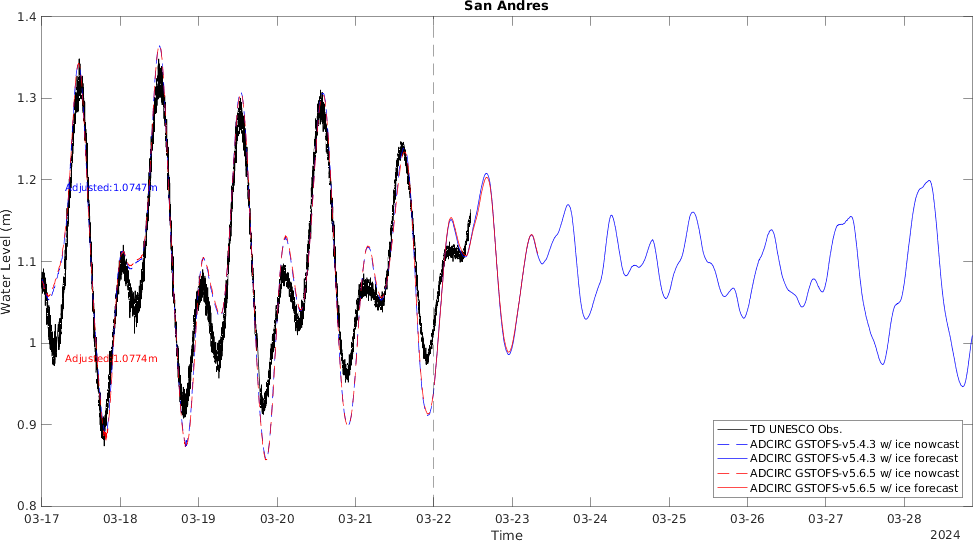 San Andres
Water Level (m)
1.4
1.3
1.2
1.1
1
0.9
0.8
Adjusted:1.0747m
Adjusted:1.0774m
TD UNESCO Obs.
ADCIRC GSTOFS-v5.4.3 w/ ice nowcast
ADCIRC GSTOFS-v5.4.3 w/ ice forecast
ADCIRC GSTOFS-v5.6.5 w/ ice nowcast
ADCIRC GSTOFS-v5.6.5 w/ ice forecast
03-17 03-18 03-19 03-20 03-21 03-22 03-23 03-24 03-25 03-26 03-27 03-28
Time
2024